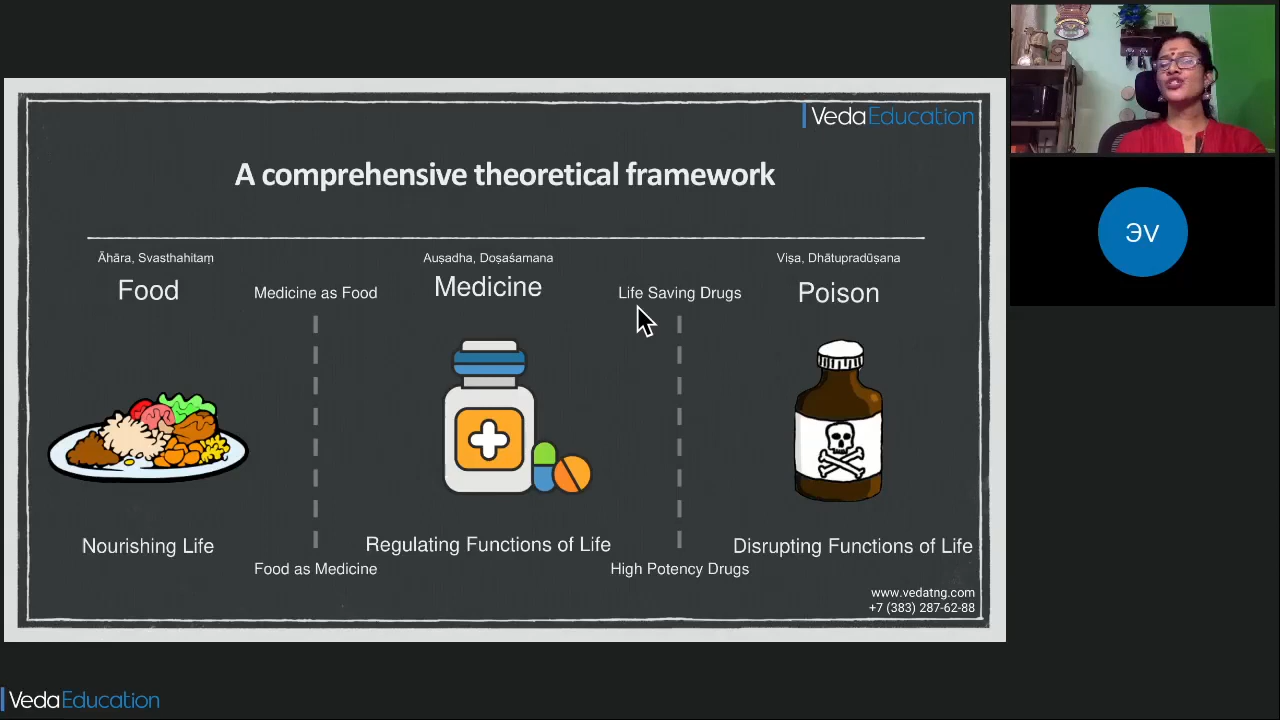 VedaEducation
A comprehensive theoretical framework
Āhāra, Svasthahitaṃ
Food
Medicine as Food
Auṣadha, Doṣaśamana
Medicine
Life Saving Drugs
Viṣa, Dhātupradūṣana
Poison
Nourishing Life
Food as Medicine
Regulating Functions of Life
High Potency Drugs
Disrupting Functions of Life
www.vedatng.com
+7 (383) 287-62-88
ЭV
VedaEducation